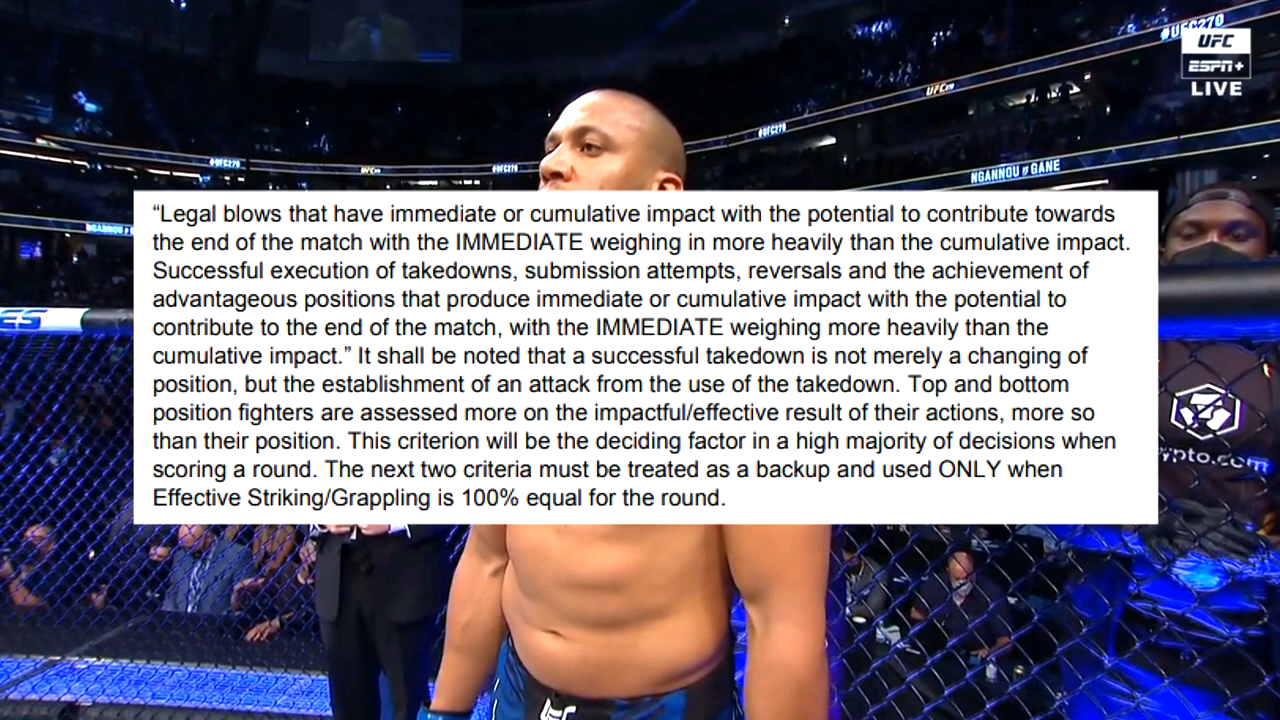 #UFC270
UFC
ESPN+
LIVE
UFC270
#UFC270
#UFC270
#UFC270
NGANNOU v GANE
“Legal blows that have immediate or cumulative impact with the potential to contribute towards
the end of the match with the IMMEDIATE weighing in more heavily than the cumulative impact.
Successful execution of takedowns, submission attempts, reversals and the achievement of
advantageous positions that produce immediate or cumulative impact with the potential to
contribute to the end of the match, with the IMMEDIATE weighing more heavily than the
cumulative impact.” It shall be noted that a successful takedown is not merely a changing of
position, but the establishment of an attack from the use of the takedown. Top and bottom
position fighters are assessed more on the impactful/effective result of their actions, more so
than their position. This criterion will be the deciding factor in a high majority of decisions when
scoring a round. The next two criteria must be treated as a backup and used ONLY when
Effective Striking/Grappling is 100% equal for the round.
ES
ypto.com